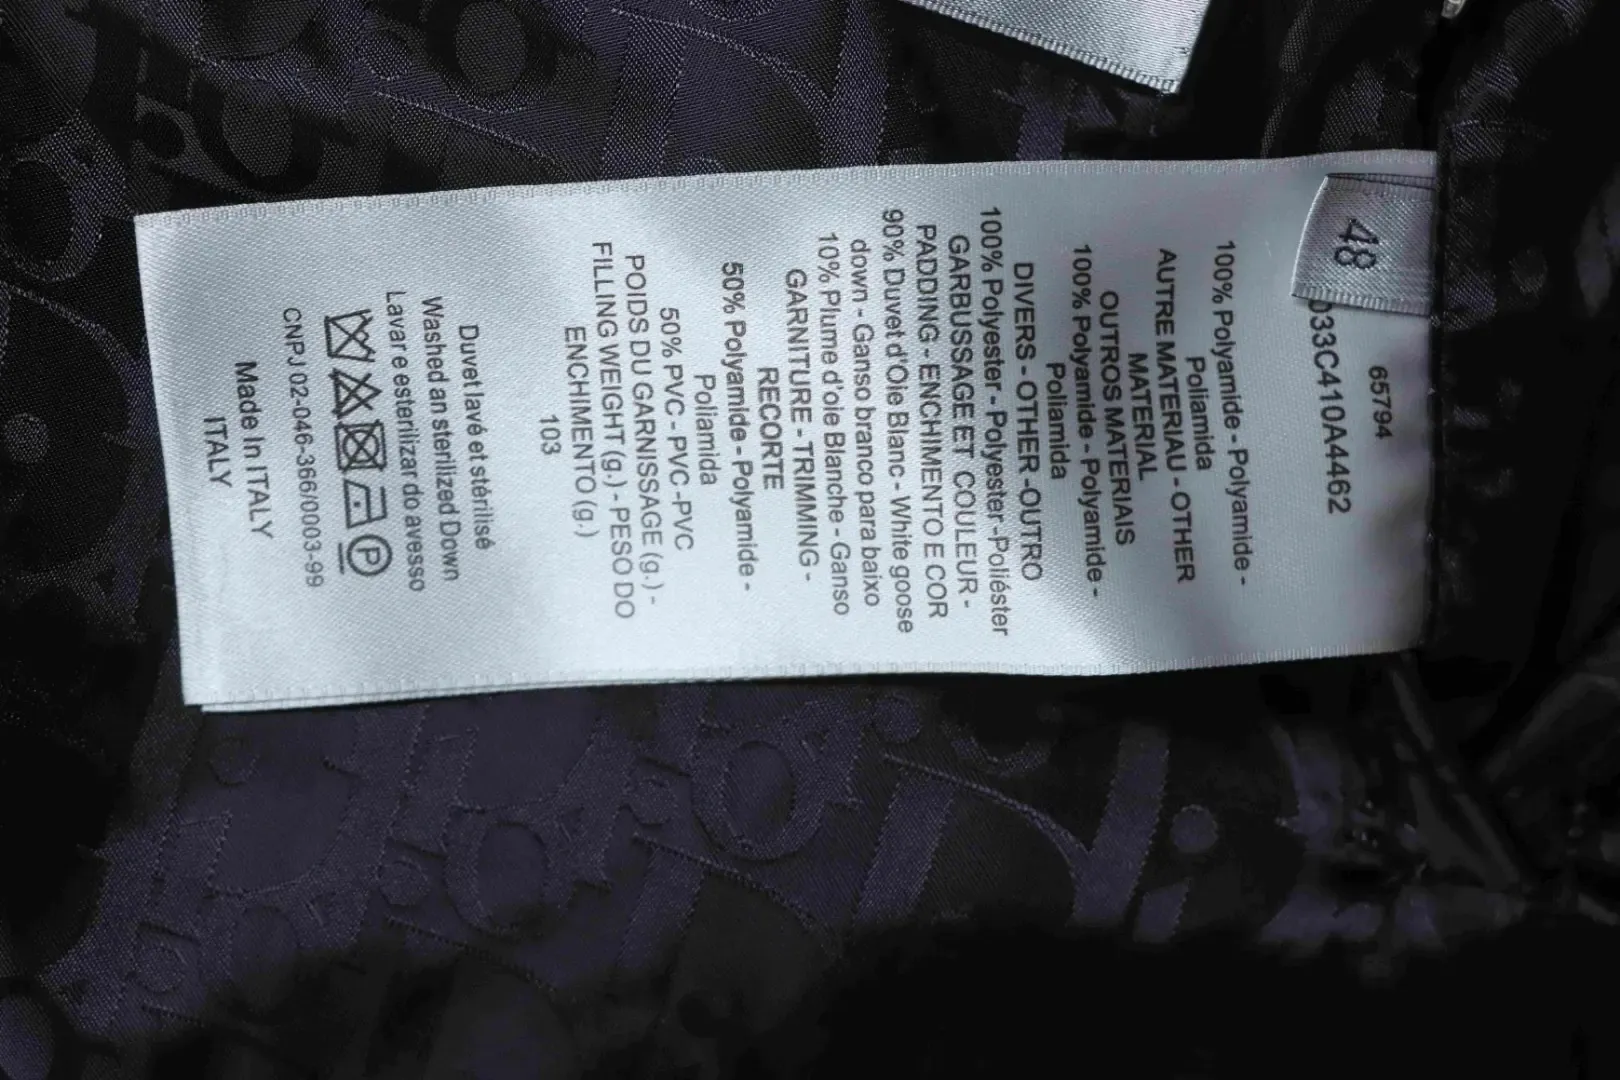 48
65794
033C410A4462
100% Polyamide - Polyamide -
Poliamida
AUTRE MATERIAU - OTHER
MATERIAL
OUTROS MATERIAIS
100% Polyamide - Polyamide -
Poliamida
DIVERS - OTHER -OUTRO
100% Polyester - Polyester-Poliéster
GARBUSSAGE ET COULEUR -
PADDING - ENCHIMENTO E COR
90% Duvet d'Oie Blanc - White goose
down - Ganso branco para baixo
10% Plume d'oie Blanche - Ganso
GARNITURE - TRIMMING -
RECORTE
50% Polyamide - Polyamide -
Poliamida
50% PVC - PVC -PVC
POIDS DU GARNISSAGE (g.) -
FILLING WEIGHT (g.) - PESO DO
ENCHIMENTO (g.)
103
Duvet lavé et stérilisé
Washed an sterilized Down
Lavar e esterilizar do avesso
P
CNPJ 02-046-366/0003-99
Made In ITALY
ITALY